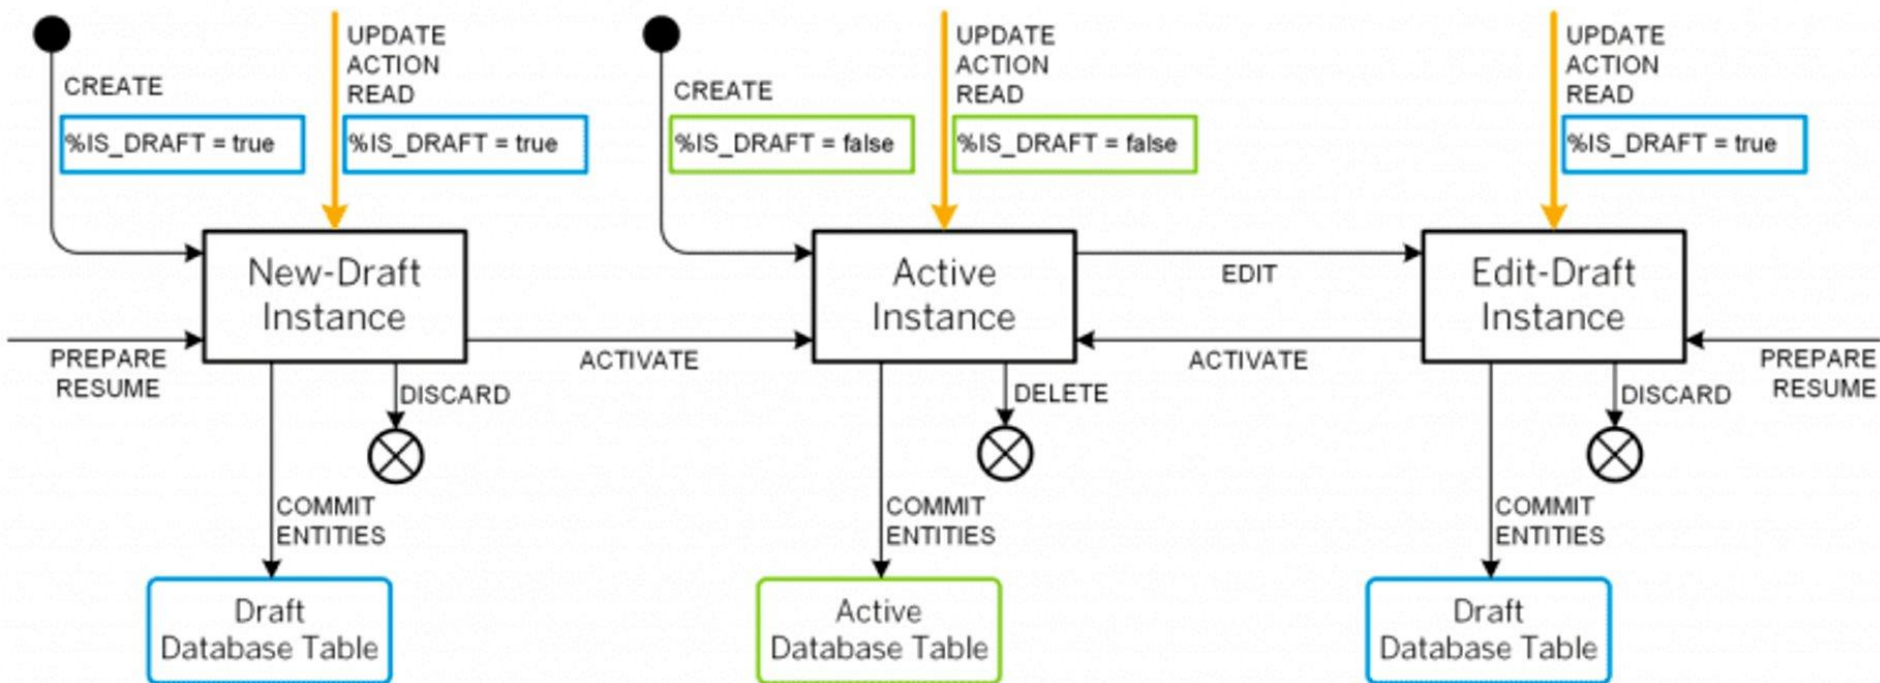 CREATE
%IS_DRAFT = true
UPDATE
ACTION
READ
%IS_DRAFT = true
CREATE
%IS_DRAFT = false
UPDATE
ACTION
READ
%IS_DRAFT = false
UPDATE
ACTION
READ
%IS_DRAFT = true
New-Draft
Instance
Active
Instance
Edit-Draft
Instance
EDIT
PREPARE
RESUME
ACTIVATE
ACTIVATE
PREPARE
RESUME
DISCARD
DELETE
DISCARD
COMMIT
ENTITIES
COMMIT
ENTITIES
COMMIT
ENTITIES
Draft
Database Table
Active
Database Table
Draft
Database Table